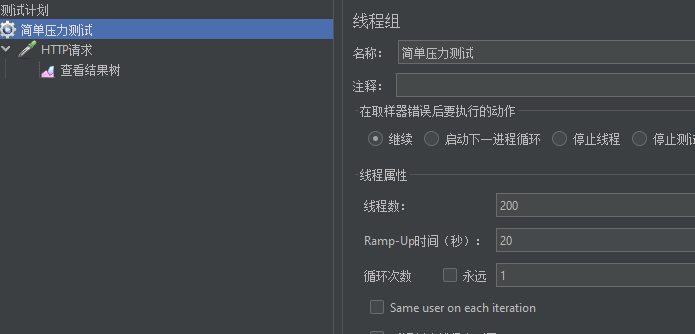 测试计划
简单压力测试
HTTP请求
查看结果树
线程组
名称： 简单压力测试
注释：
在取样器错误后要执行的动作
继续 启动下一进程循环 停止线程 停止测试
线程属性
线程数： 200
Ramp-Up时间（秒）： 20
循环次数 永远 1
Same user on each iteration